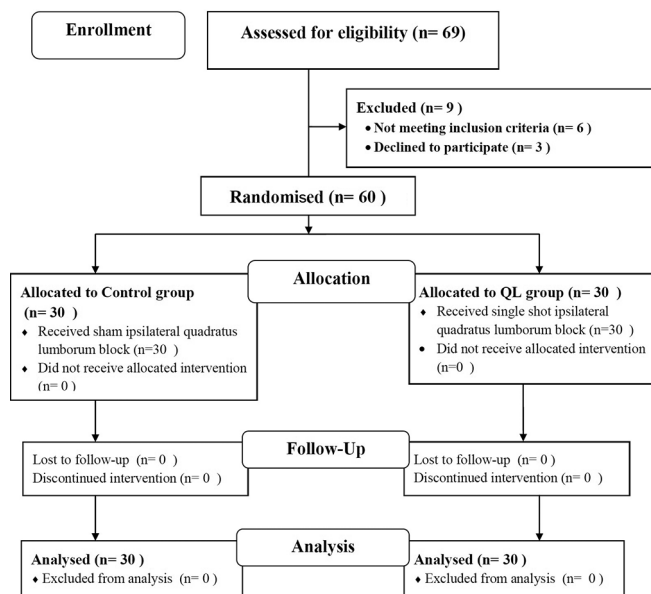 Enrollment
Assessed for eligibility (n= 69)
Excluded (n= 9 )
• Not meeting inclusion criteria (n= 6 )
• Declined to participate (n= 3 )
Randomised (n= 60 )
Allocation
Allocated to Control group
(n= 30 )
♦ Received sham ipsilateral quadratus
lumborum block (n=30 )
♦ Did not receive allocated intervention
(n= 0 )
Allocated to QL group (n= 30 )
♦ Received single shot ipsilateral
quadratus lumborum block (n=30 )
• Did not receive allocated intervention
(n=0 )
Follow-Up
Lost to follow-up (n= 0 )
Discontinued intervention (n= 0 )
Lost to follow-up (n= 0 )
Discontinued intervention (n= 0 )
Analysis
Analysed (n= 30 )
♦ Excluded from analysis (n= 0 )
Analysed (n= 30 )
♦ Excluded from analysis (n= 0 )